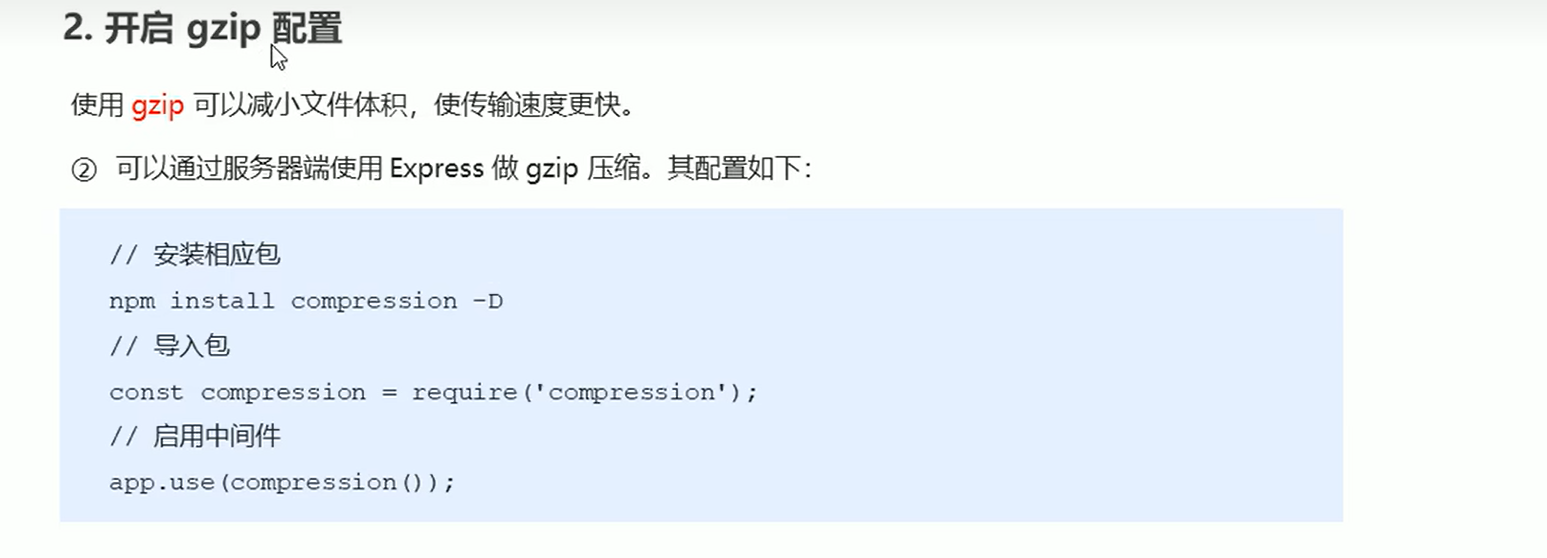 2. 开启 gzip 配置
使用 gzip 可以减小文件体积，使传输速度更快。
② 可以通过服务器端使用 Express 做 gzip 压缩。其配置如下：
// 安装相应包
npm install compression -D
// 导入包
const compression = require('compression');
// 启用中间件
app.use(compression());